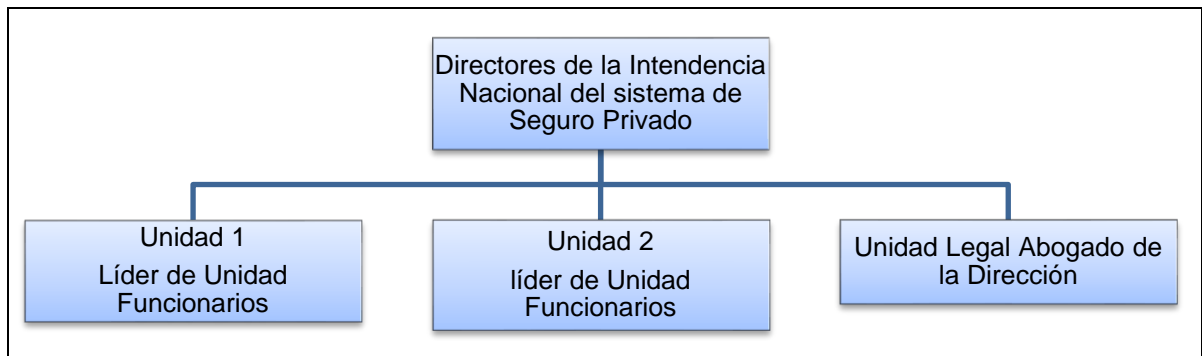 Directores de la Intendencia
Nacional del sistema de
Seguro Privado
Unidad 1
Líder de Unidad
Funcionarios
Unidad 2
líder de Unidad
Funcionarios
Unidad Legal Abogado de
la Dirección